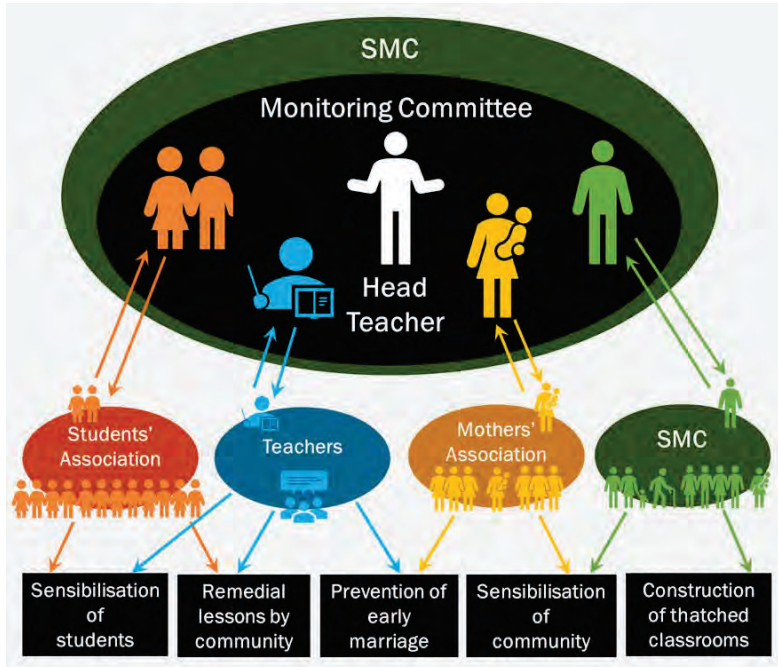 SMC
Monitoring Committee
Head
Teacher
Students'
Association
Teachers
Mothers'
Association
SMC
Sensibilisation
of
students
Remedial
lessons by
community
Prevention of
early
marriage
Sensibilisation
of
community
Construction
of thatched
classrooms